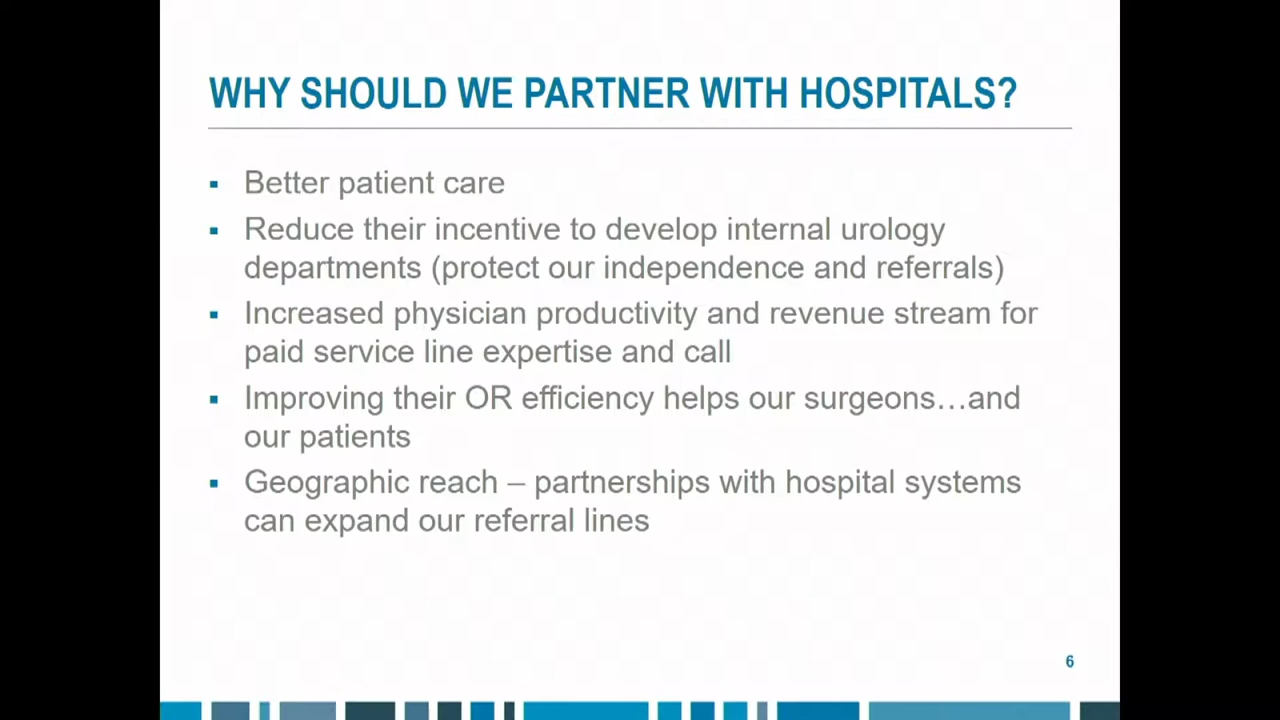 WHY SHOULD WE PARTNER WITH HOSPITALS?
▪ Better patient care
▪ Reduce their incentive to develop internal urology
departments (protect our independence and referrals)
▪ Increased physician productivity and revenue stream for
paid service line expertise and call
▪ Improving their OR efficiency helps our surgeons…and
our patients
▪ Geographic reach – partnerships with hospital systems
can expand our referral lines
6